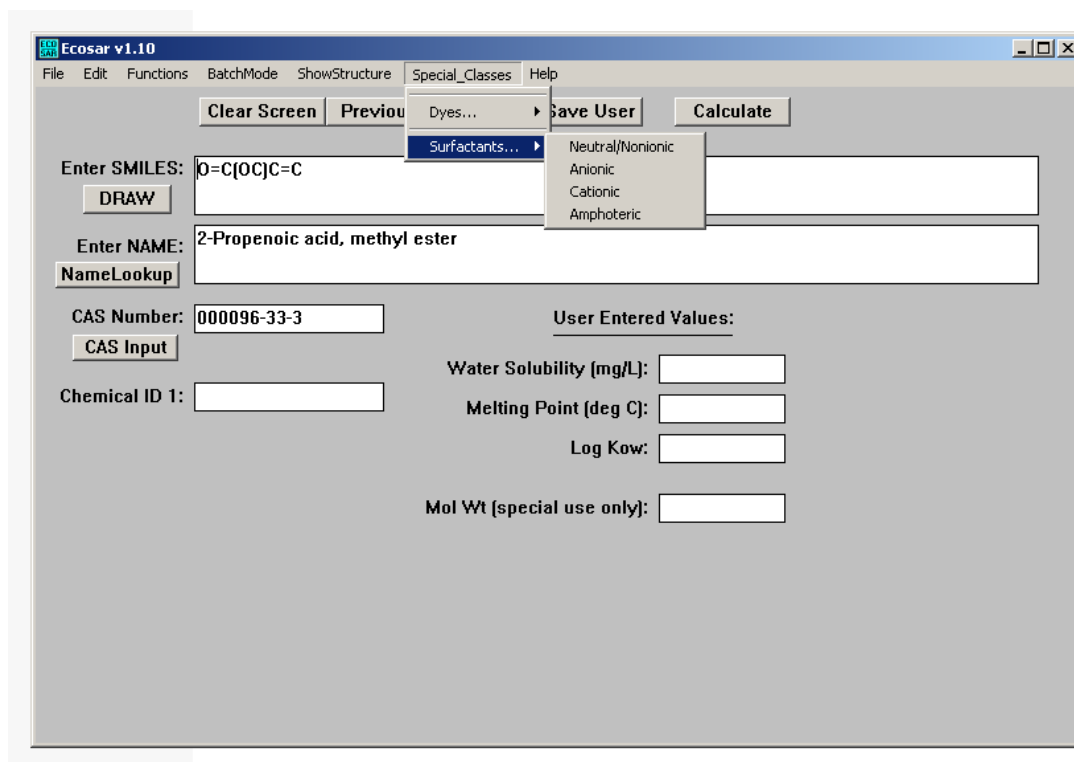 ECO
SAR
Ecosar v1.10
File Edit Functions BatchMode ShowStructure Special_Classes Help
Clear Screen Previou Save User Calculate
Dyes...
Surfactants...
Neutral/Nonionic
Anionic
Cationic
Amphoteric
Enter SMILES: O=C(OC)C=C
DRAW
Enter NAME: 2-Propenoic acid, methyl ester
NameLookup
CAS Number: 000096-33-3
CAS Input
Chemical ID 1:
User Entered Values:
Water Solubility (mg/L):
Melting Point (deg C):
Log Kow:
Mol Wt (special use only):